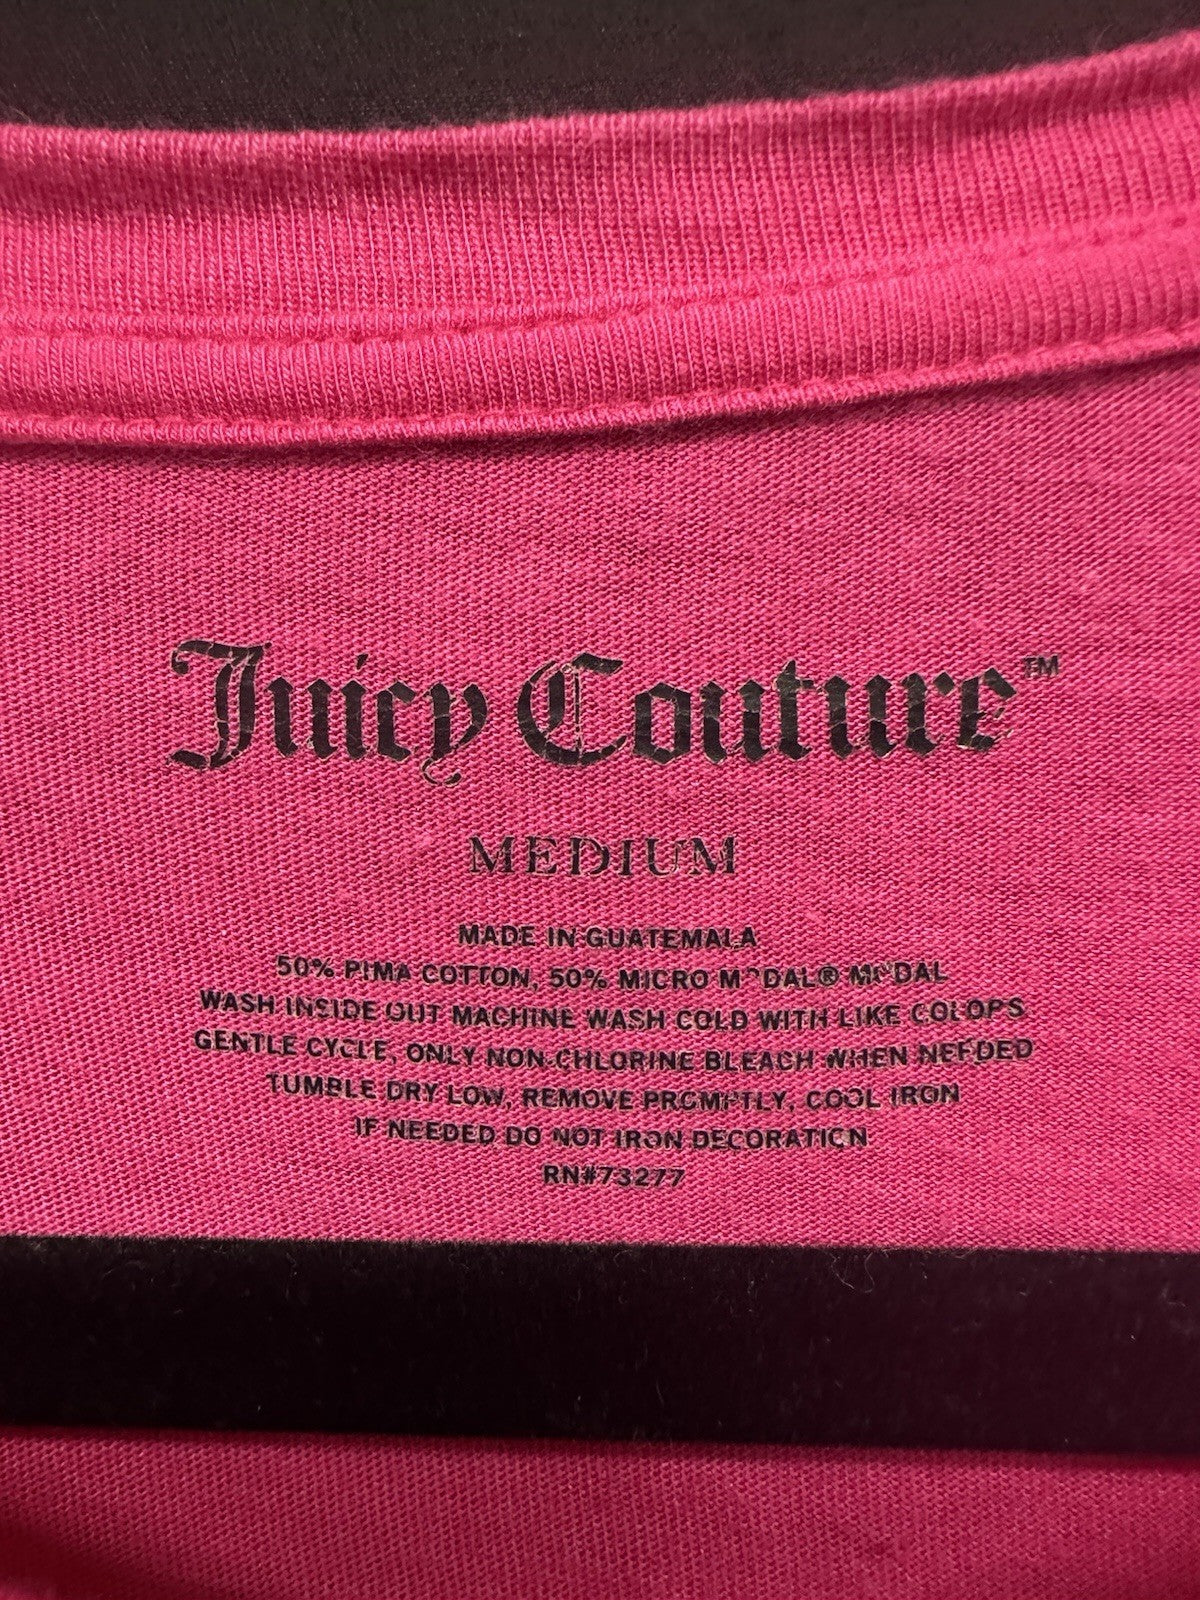 Juicy Couture™
MEDIUM
MADE IN GUATEMALA
50% PIMA COTTON, 50% MICRO MODAL® MODAL
WASH INSIDE OUT MACHINE WASH COLD WITH LIKE COLORS
GENTLE CYCLE, ONLY NON-CHLORINE BLEACH WHEN NEEDED
TUMBLE DRY LOW, REMOVE PROMPTLY, COOL IRON
IF NEEDED DO NOT IRON DECORATION
RN#73277